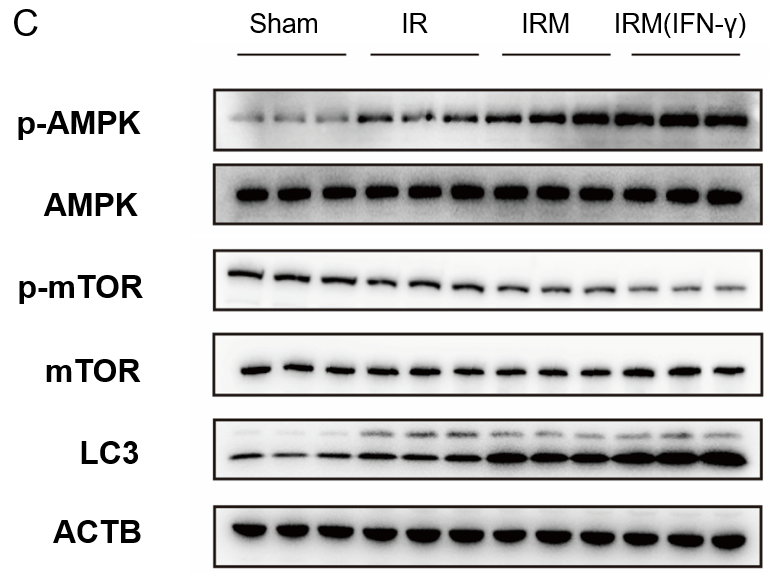 C
Sham IR IRM IRM(IFN-γ)
p-AMPK
AMPK
p-mTOR
mTOR
LC3
ACTB